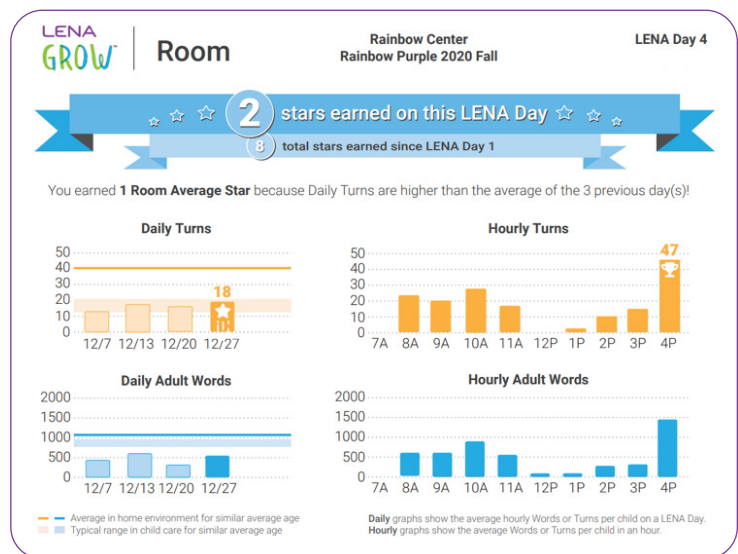 LENA
GROW™
Room
Rainbow Center
Rainbow Purple 2020 Fall
LENA Day 4
2 stars earned on this LENA Day
8 total stars earned since LENA Day 1
You earned 1 Room Average Star because Daily Turns are higher than the average of the 3 previous day(s)!
Daily Turns
50
40
30
20
10
0
18
12/7 12/13 12/20 12/27
Hourly Turns
50
40
30
20
10
0
47
7A 8A 9A 10A 11A 12P 1P 2P 3P 4P
Daily Adult Words
2000
1500
1000
500
0
12/7 12/13 12/20 12/27
Hourly Adult Words
2000
1500
1000
500
0
7A 8A 9A 10A 11A 12P 1P 2P 3P 4P
Average in home environment for similar average age
Typical range in child care for similar average age
Daily graphs show the average hourly Words or Turns per child on a LENA Day.
Hourly graphs show the average Words or Turns per child in an hour.